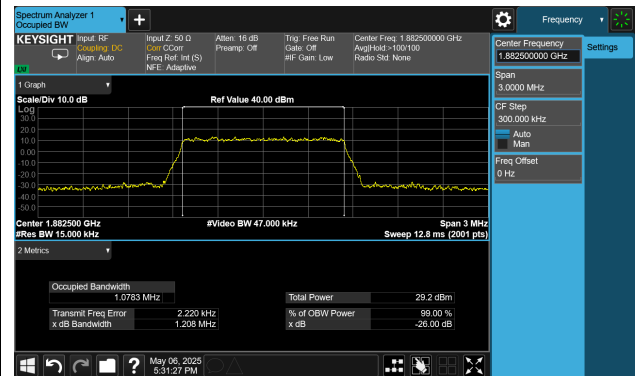 Spectrum Analyzer 1
Occupied BW
Frequency
KEYSIGHT
Input: RF
Coupling: DC
Align: Auto
Input Z: 50 Ω
Corr CCorr
Freq Ref: Int (S)
NFE: Adaptive
Atten: 16 dB
Preamp: Off
Trig: Free Run
Gate: Off
#IF Gain: Low
Center Freq: 1.882500000 GHz
Avg|Hold:>100/100
Radio Std: None
Center Frequency
1.882500000 GHz
Settings
Span
3.0000 MHz
CF Step
300.000 kHz
Auto
Man
Freq Offset
0 Hz
1 Graph
Scale/Div 10.0 dB
Ref Value 40.00 dBm
Log
30.0
20.0
10.0
0.00
-10.0
-20.0
-30.0
-40.0
-50.0
Center 1.882500 GHz
#Video BW 47.000 kHz
Span 3 MHz
#Res BW 15.000 kHz
Sweep 12.8 ms (2001 pts)
2 Metrics
Occupied Bandwidth
1.0783 MHz
Total Power 29.2 dBm
Transmit Freq Error 2.220 kHz
% of OBW Power 99.00 %
x dB Bandwidth 1.208 MHz
x dB -26.00 dB
?
May 06, 2025
5:31:27 PM